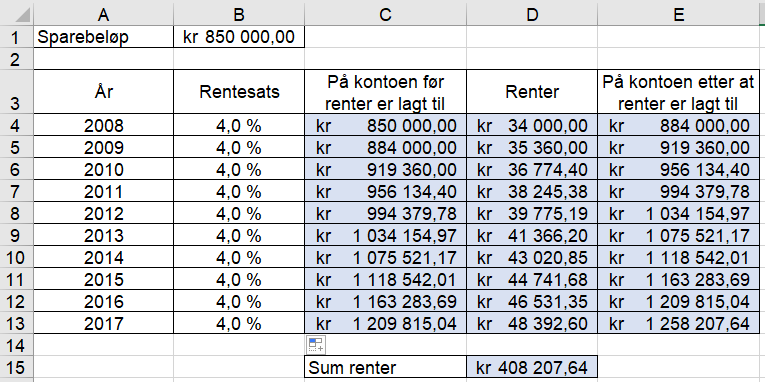 A B C D E
1 Sparebeløp kr 850 000,00
2
3 År Rentesats På kontoen før renter er lagt til Renter På kontoen etter at renter er lagt til
4 2008 4,0 % kr 850 000,00 kr 34 000,00 kr 884 000,00
5 2009 4,0 % kr 884 000,00 kr 35 360,00 kr 919 360,00
6 2010 4,0 % kr 919 360,00 kr 36 774,40 kr 956 134,40
7 2011 4,0 % kr 956 134,40 kr 38 245,38 kr 994 379,78
8 2012 4,0 % kr 994 379,78 kr 39 775,19 kr 1 034 154,97
9 2013 4,0 % kr 1 034 154,97 kr 41 366,20 kr 1 075 521,17
10 2014 4,0 % kr 1 075 521,17 kr 43 020,85 kr 1 118 542,01
11 2015 4,0 % kr 1 118 542,01 kr 44 741,68 kr 1 163 283,69
12 2016 4,0 % kr 1 163 283,69 kr 46 531,35 kr 1 209 815,04
13 2017 4,0 % kr 1 209 815,04 kr 48 392,60 kr 1 258 207,64
14
15 Sum renter kr 408 207,64